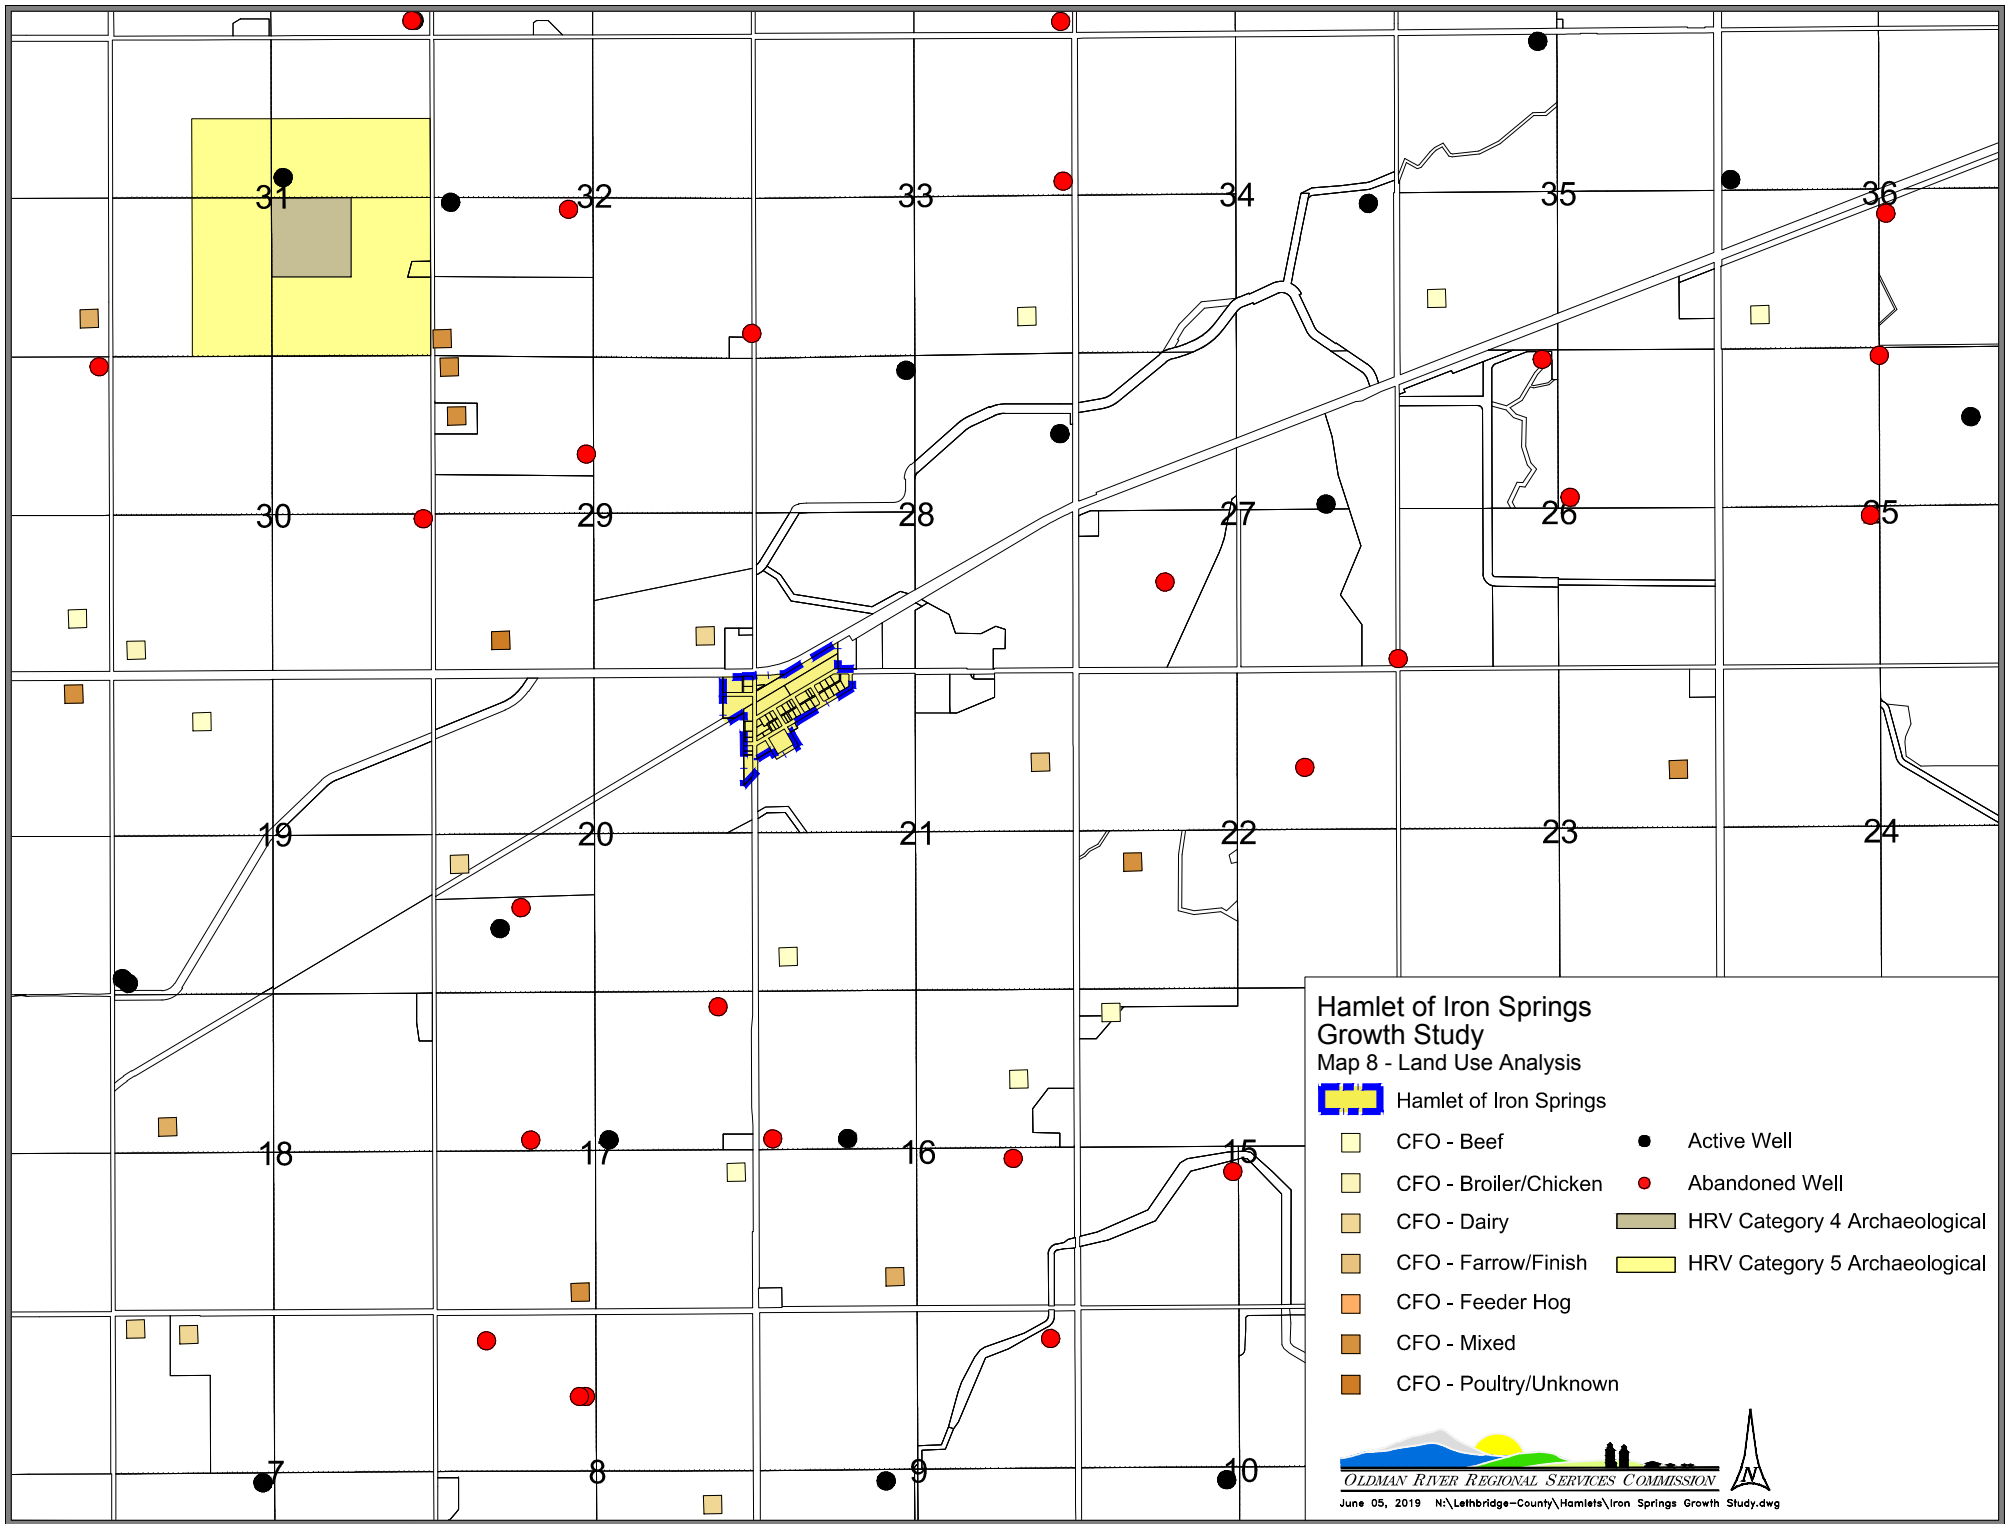 31
32
33
34
35
36
30
29
28
27
26
25
19
20
21
22
23
24
18
17
16
15
7
8
9
10
Hamlet of Iron Springs
Growth Study
Map 8 - Land Use Analysis
Hamlet of Iron Springs
CFO - Beef
CFO - Broiler/Chicken
CFO - Dairy
CFO - Farrow/Finish
CFO - Feeder Hog
CFO - Mixed
CFO - Poultry/Unknown
Active Well
Abandoned Well
HRV Category 4 Archaeological
HRV Category 5 Archaeological
OLDMAN RIVER REGIONAL SERVICES COMMISSION
N
June 05, 2019 N:\Lethbridge-County\Hamlets\Iron Springs Growth Study.dwg